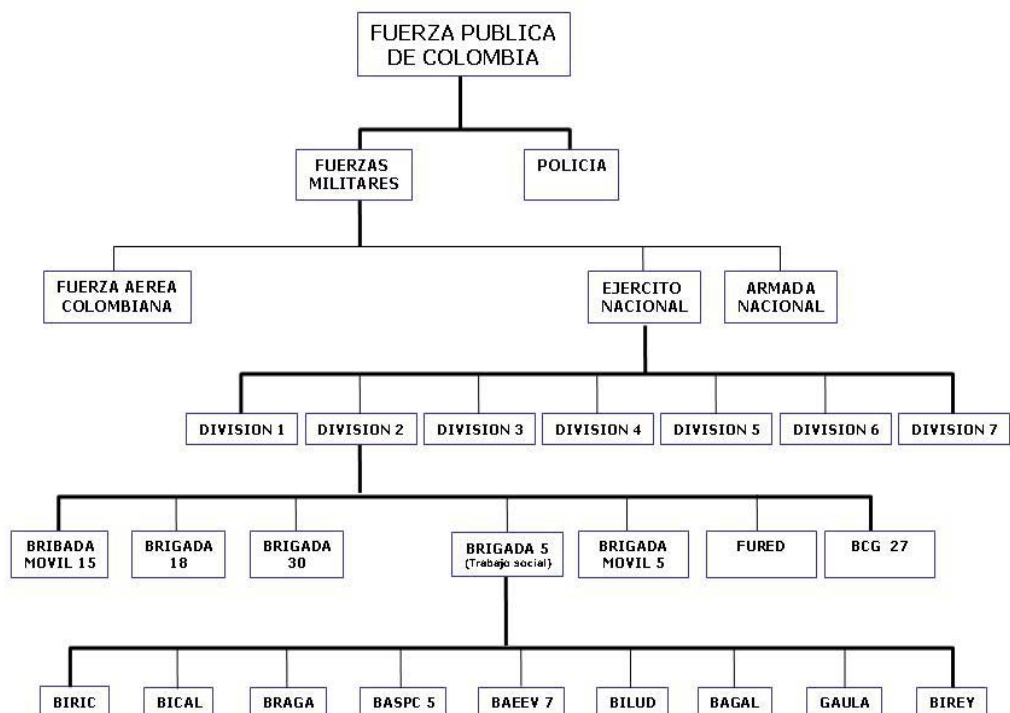 FUERZA PUBLICA
DE COLOMBIA
FUERZAS
MILITARES
POLICIA
FUERZA AEREA
COLOMBIANA
EJERCITO
NACIONAL
ARMADA
NACIONAL
DIVISION 1
DIVISION 2
DIVISION 3
DIVISION 4
DIVISION 5
DIVISION 6
DIVISION 7
BRIBADA
MOVIL 15
BRIGADA
18
BRIGADA
30
BRIGADA 5
(Trabajo social)
BRIGADA
MOVIL 5
FURED
BCG 27
BIRIC
BICAL
BRAGA
BASPC 5
BAEEV 7
BILUD
BAGAL
GAULA
BIREY